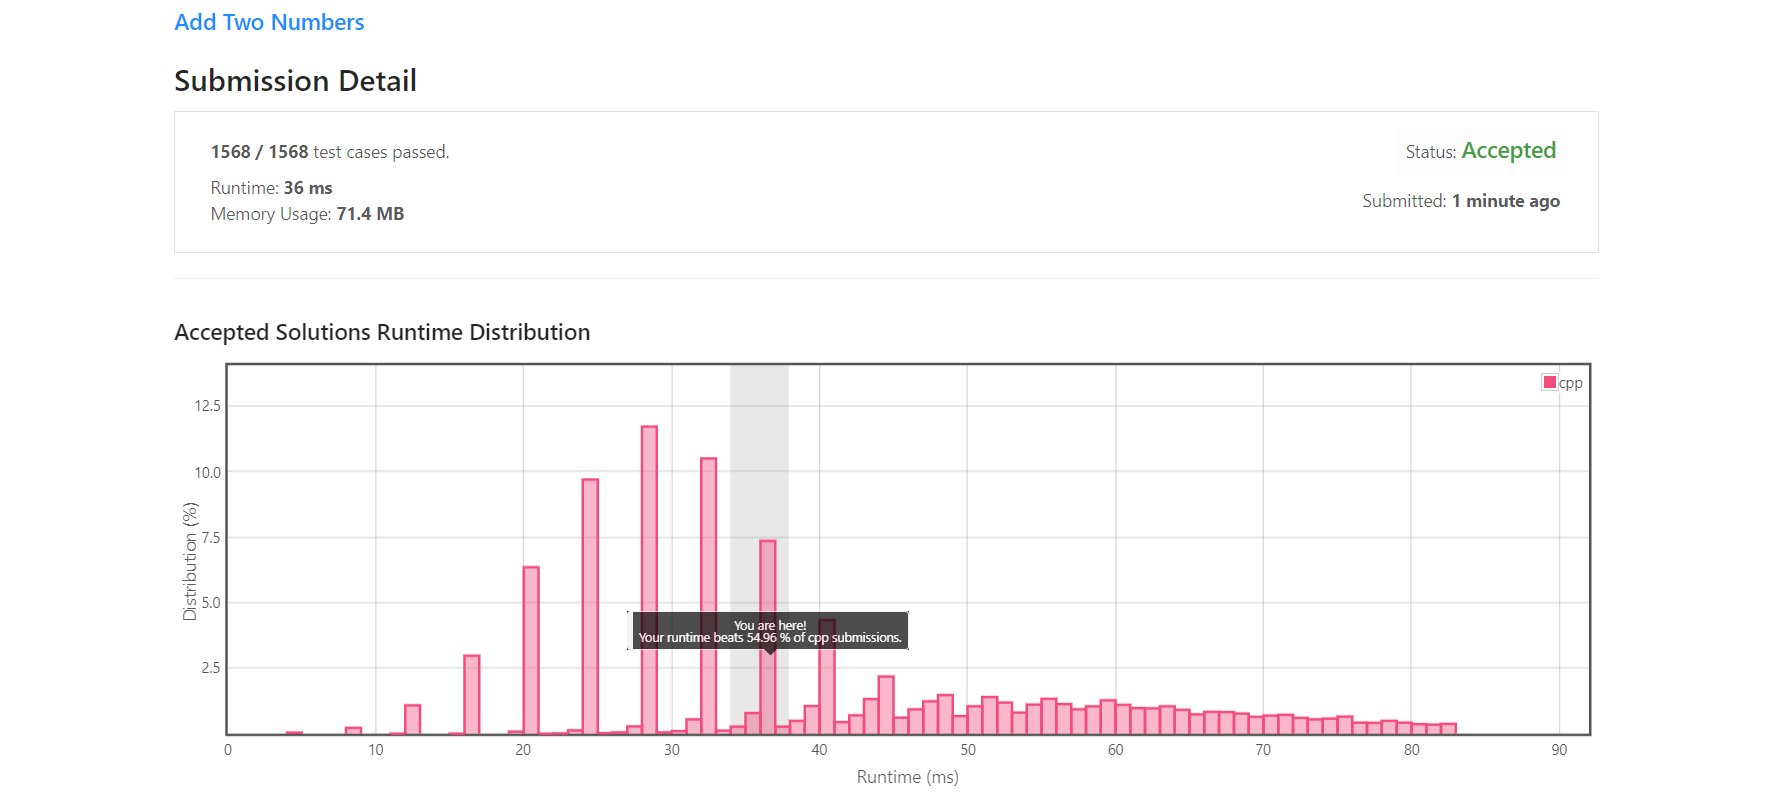 Add Two Numbers
Submission Detail
1568 / 1568 test cases passed.
Status: Accepted
Runtime: 36 ms
Memory Usage: 71.4 MB
Submitted: 1 minute ago
Accepted Solutions Runtime Distribution
cpp
12.5
10.0
7.5
5.0
2.5
Distribution (%)
You are here!
Your runtime beats 54.96 % of cpp submissions.
0 10 20 30 40 50 60 70 80 90
Runtime (ms)